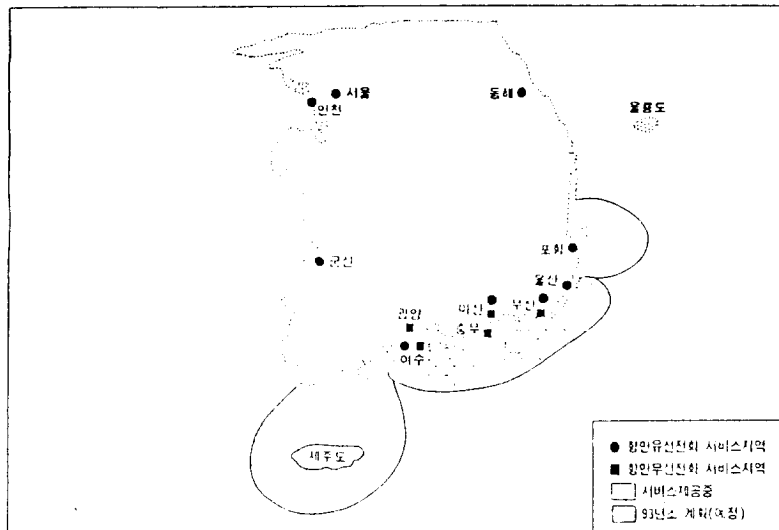 서울
인천
동해
울릉도
포항
군산
울산
마산
부산
광양
충무
여수
제주도
● 항만유선전화 서비스지역
■ 항만무선전화 서비스지역
서비스제공중
93년소 계획(예정)